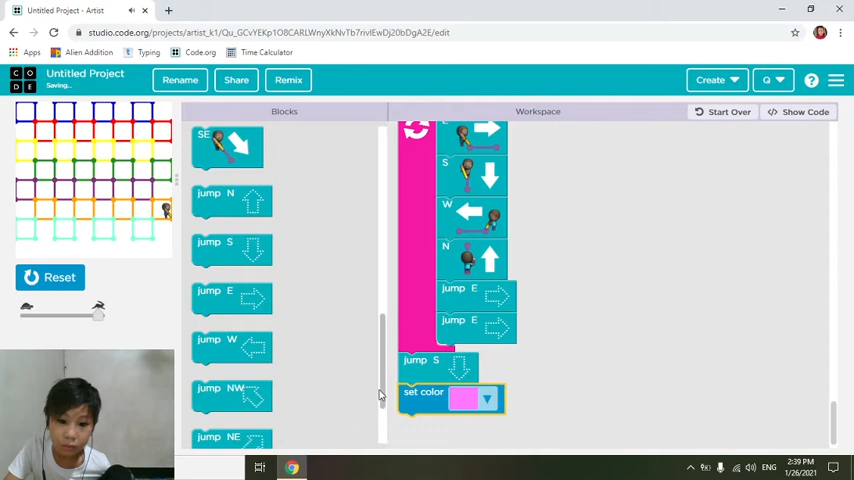 Untitled Project - Artist
studio.code.org/projects/artist_k1/Qu_GCvYEKp1O8CARLWnyXkNvTb7rivIEwDj20bDgA2E/edit
Apps Alien Addition Typing Code.org Time Calculator
C O
D E
Untitled Project
Saving...
Rename Share Remix Create Q ?
Blocks Workspace Start Over </> Show Code
SE
jump N
jump S
jump E
jump W
jump NW
jump NE
S
W
N
jump E
jump E
jump S
set color
Reset
ENG
2:39 PM
1/26/2021